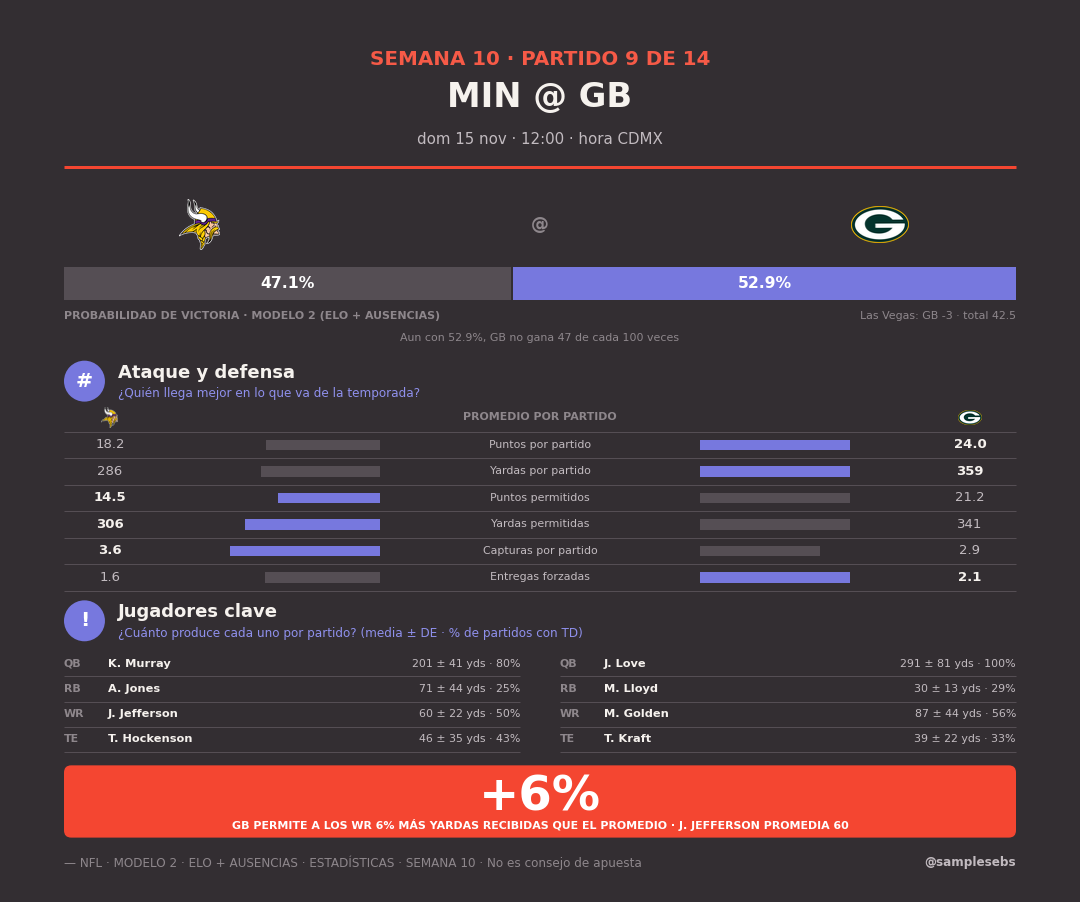 SEMANA 10 · PARTIDO 9 DE 14
MIN @ GB
dom 15 nov · 12:00 · hora CDMX
@
47.1% 52.9%
PROBABILIDAD DE VICTORIA · MODELO 2 (ELO + AUSENCIAS) Las Vegas: GB -3 · total 42.5
Aun con 52.9%, GB no gana 47 de cada 100 veces
# Ataque y defensa
¿Quién llega mejor en lo que va de la temporada?
PROMEDIO POR PARTIDO
18.2 Puntos por partido 24.0
286 Yardas por partido 359
14.5 Puntos permitidos 21.2
306 Yardas permitidas 341
3.6 Capturas por partido 2.9
1.6 Entregas forzadas 2.1
! Jugadores clave
¿Cuánto produce cada uno por partido? (media ± DE · % de partidos con TD)
QB K. Murray 201 ± 41 yds · 80% QB J. Love 291 ± 81 yds · 100%
RB A. Jones 71 ± 44 yds · 25% RB M. Lloyd 30 ± 13 yds · 29%
WR J. Jefferson 60 ± 22 yds · 50% WR M. Golden 87 ± 44 yds · 56%
TE T. Hockenson 46 ± 35 yds · 43% TE T. Kraft 39 ± 22 yds · 33%
+6%
GB PERMITE A LOS WR 6% MÁS YARDAS RECIBIDAS QUE EL PROMEDIO · J. JEFFERSON PROMEDIA 60
— NFL · MODELO 2 · ELO + AUSENCIAS · ESTADÍSTICAS · SEMANA 10 · No es consejo de apuesta @samplesebs